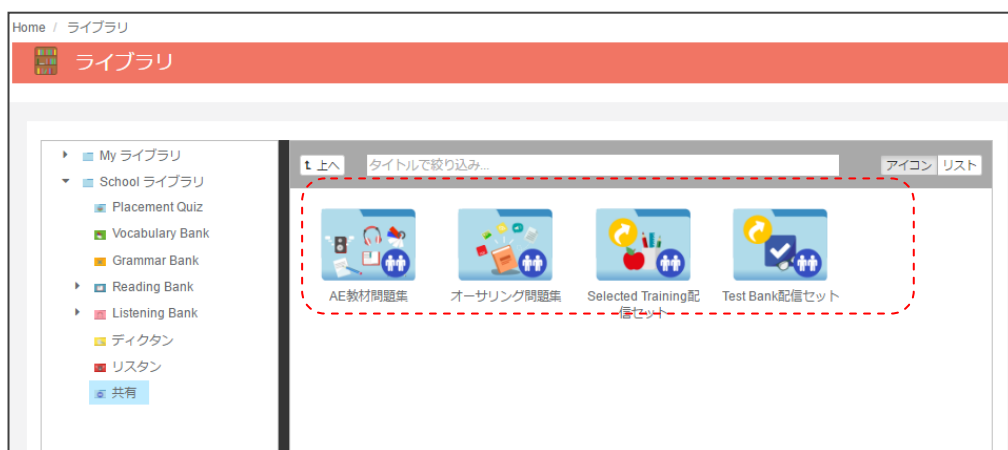 Home / ライブラリ
ライブラリ
My ライブラリ
School ライブラリ
Placement Quiz
Vocabulary Bank
Grammar Bank
Reading Bank
Listening Bank
ディクタン
リスタン
共有
上へ
タイトルで絞り込み...
アイコン
リスト
AE教材問題集
オーサリング問題集
Selected Training配
信セット
Test Bank配信セット